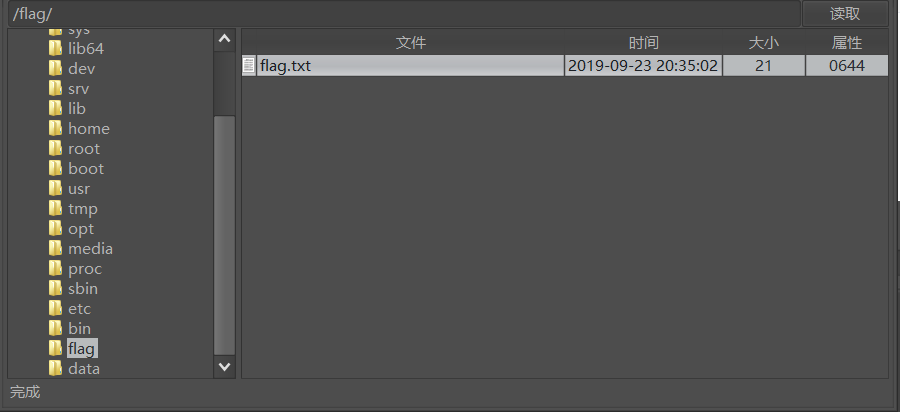 /flag/ 读取
sys
lib64
dev
srv
lib
home
root
boot
usr
tmp
opt
media
proc
sbin
etc
bin
flag
data
文件 时间 大小 属性
flag.txt 2019-09-23 20:35:02 21 0644
完成